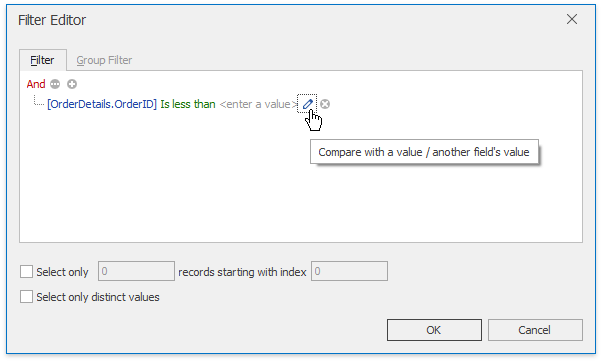 Filter Editor
Filter Group Filter
And
[OrderDetails.OrderID] Is less than <enter a value>
Compare with a value / another field's value
Select only 0 records starting with index 0
Select only distinct values
OK Cancel